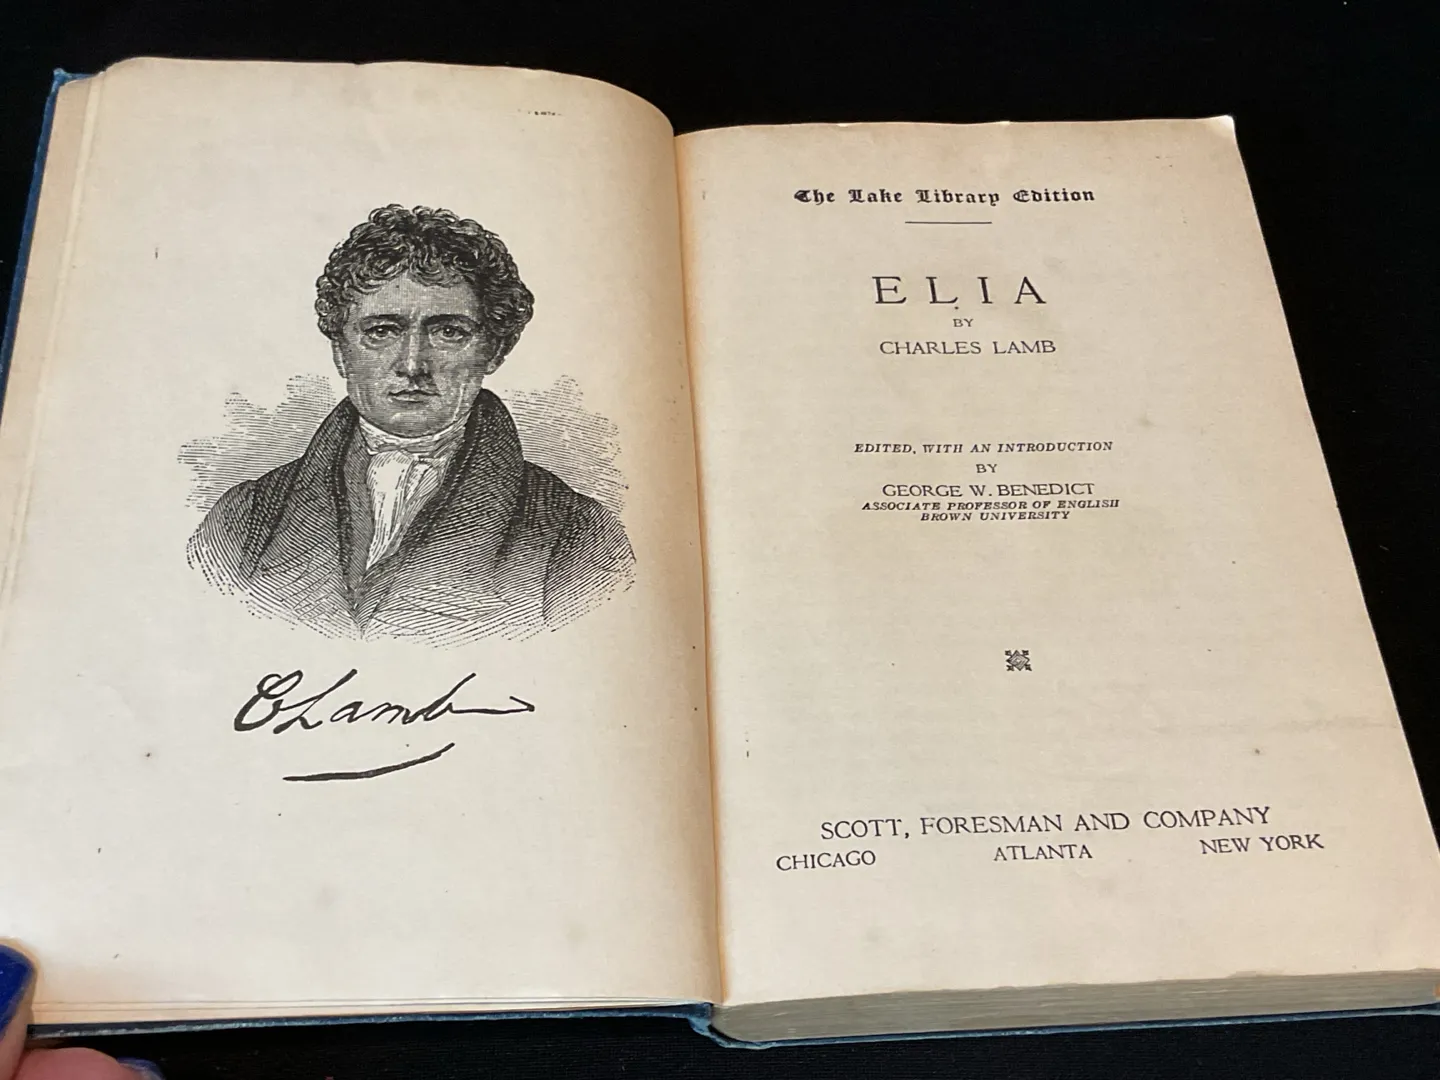 C Lamb
The Lake Library Edition
ELIA
BY
CHARLES LAMB
EDITED, WITH AN INTRODUCTION
BY
GEORGE W. BENEDICT
ASSOCIATE PROFESSOR OF ENGLISH
BROWN UNIVERSITY
SCOTT, FORESMAN AND COMPANY
CHICAGO ATLANTA NEW YORK